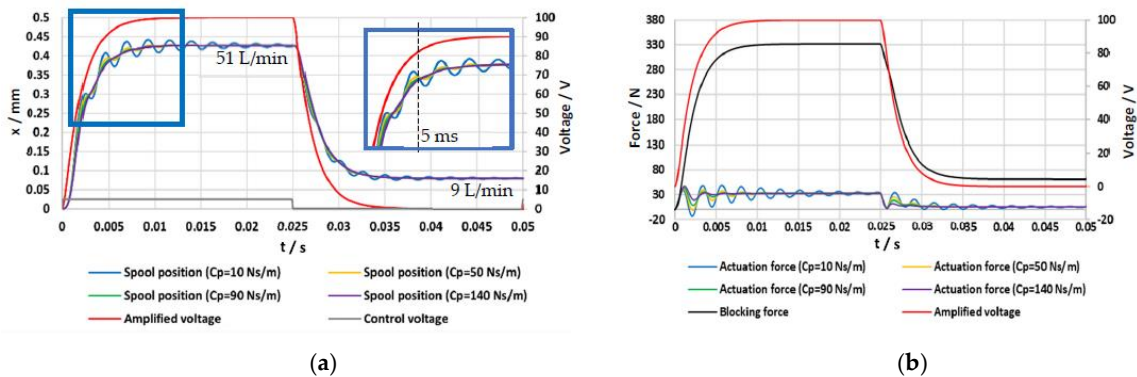 0.5
0.45
0.4
0.35
0.3
0.25
0.2
0.15
0.1
0.05
0
x / mm
100
90
80
70
60
50
40
30
20
10
0
Voltage / V
51 L/min
5 ms
9 L/min
0 0.005 0.01 0.015 0.02 0.025 0.03 0.035 0.04 0.045 0.05
t / s
Spool position (Cp=10 Ns/m) Spool position (Cp=50 Ns/m)
Spool position (Cp=90 Ns/m) Spool position (Cp=140 Ns/m)
Amplified voltage Control voltage
(a)
380
330
280
230
180
130
80
30
-20
Force / N
100
80
60
40
20
0
-20
Voltage / V
0 0.005 0.01 0.015 0.02 0.025 0.03 0.035 0.04 0.045 0.05
t / s
Actuation force (Cp=10 Ns/m) Actuation force (Cp=50 Ns/m)
Actuation force (Cp=90 Ns/m) Actuation force (Cp=140 Ns/m)
Blocking force Amplified voltage
(b)